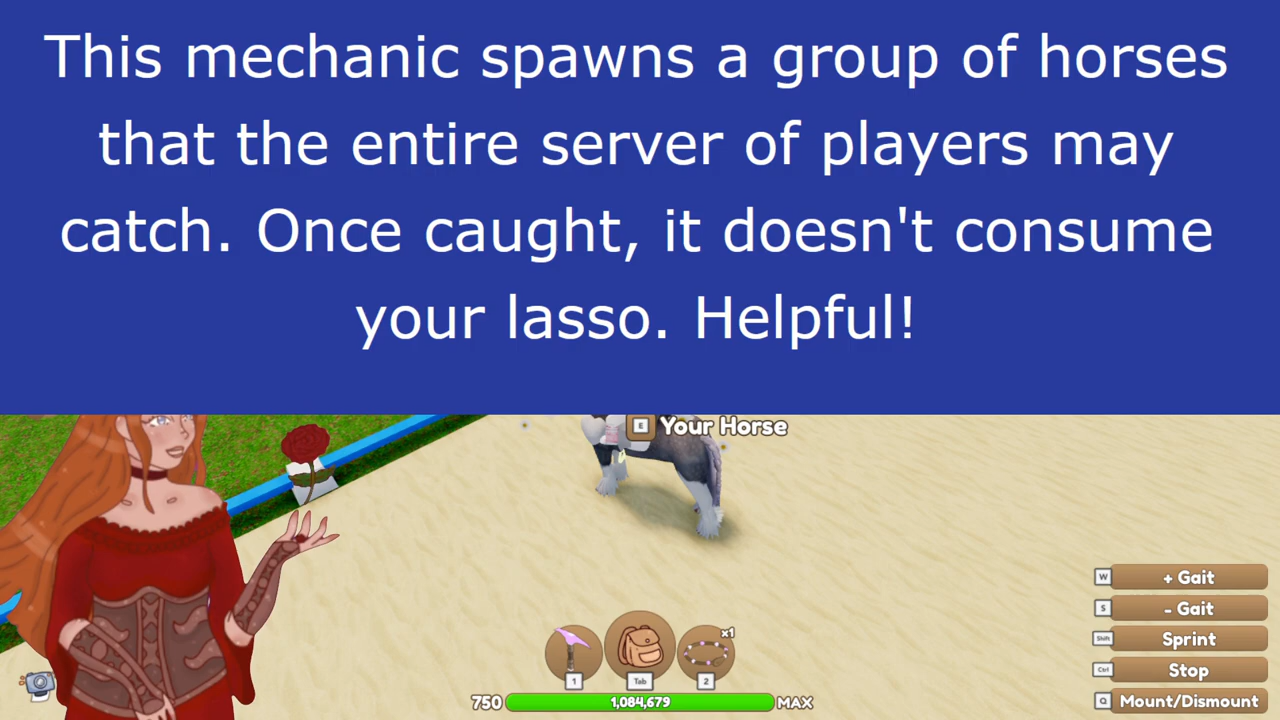 This mechanic spawns a group of horses
that the entire server of players may
catch. Once caught, it doesn't consume
your lasso. Helpful!
E Your Horse
W + Gait
S - Gait
Shift Sprint
Ctrl Stop
Q Mount/Dismount
x1
1 Tab 2
750 1,084,679 MAX